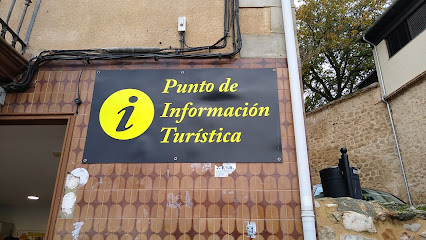 i
Punto de
Información
Turística